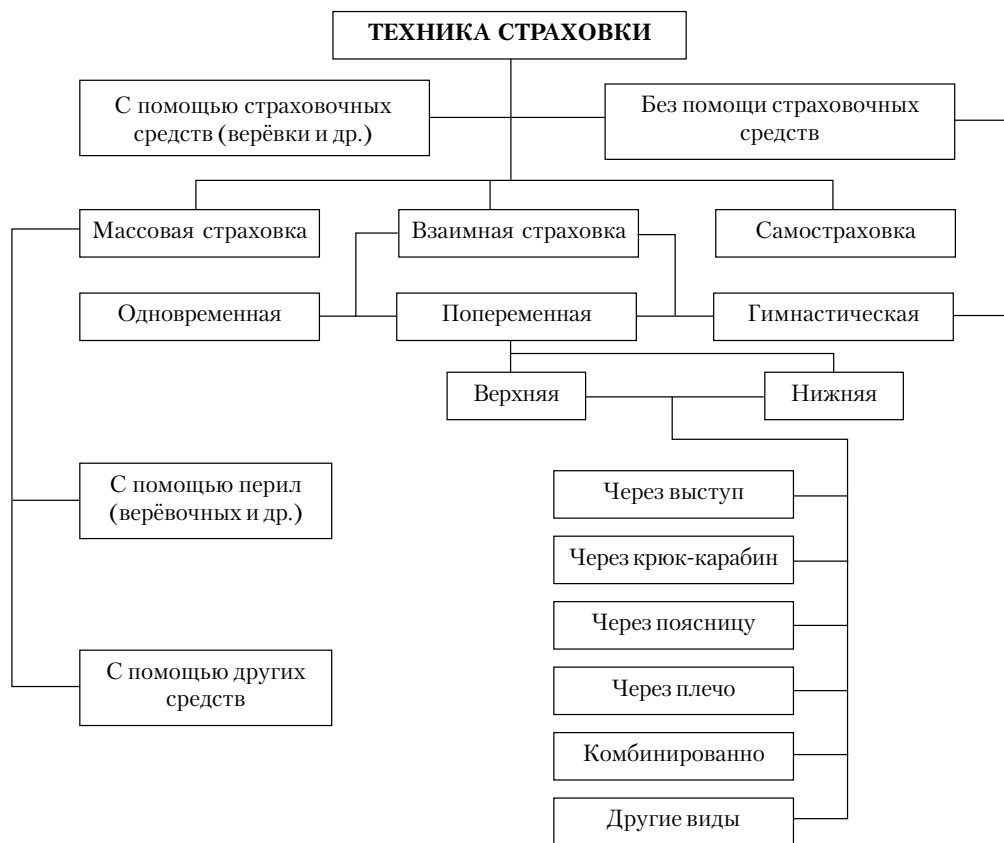 ТЕХНИКА СТРАХОВКИ
С помощью страховочных
средств (верёвки и др.)
Без помощи страховочных
средств
Массовая страховка
Взаимная страховка
Самостраховка
Одновременная
Попеременная
Гимнастическая
Верхняя
Нижняя
С помощью перил
(верёвочных и др.)
С помощью других
средств
Через выступ
Через крюк-карабин
Через поясницу
Через плечо
Комбинированно
Другие виды